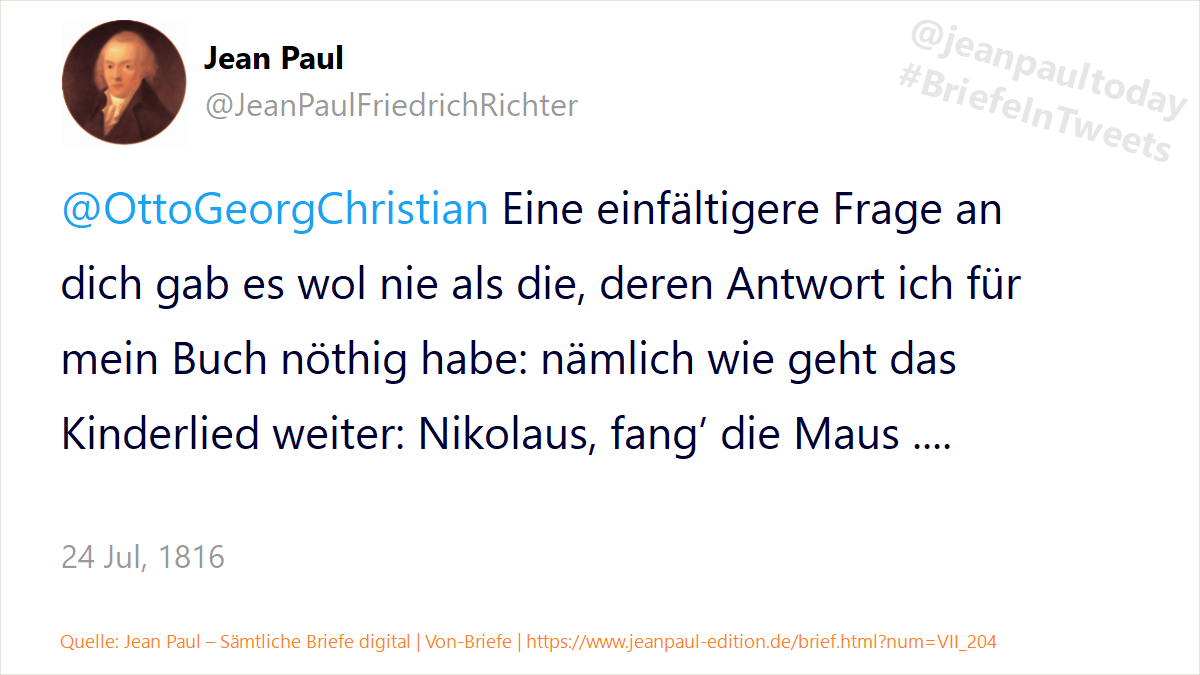 Jean Paul
@JeanPaulFriedrichRichter
@jeanpaultoday
#BriefeInTweets
@OttoGeorgChristian Eine einfältigere Frage an
dich gab es wol nie als die, deren Antwort ich für
mein Buch nöthig habe: nämlich wie geht das
Kinderlied weiter: Nikolaus, fang’ die Maus ....
24 Jul, 1816
Quelle: Jean Paul – Sämtliche Briefe digital | Von-Briefe | https://www.jeanpaul-edition.de/brief.html?num=VII_204